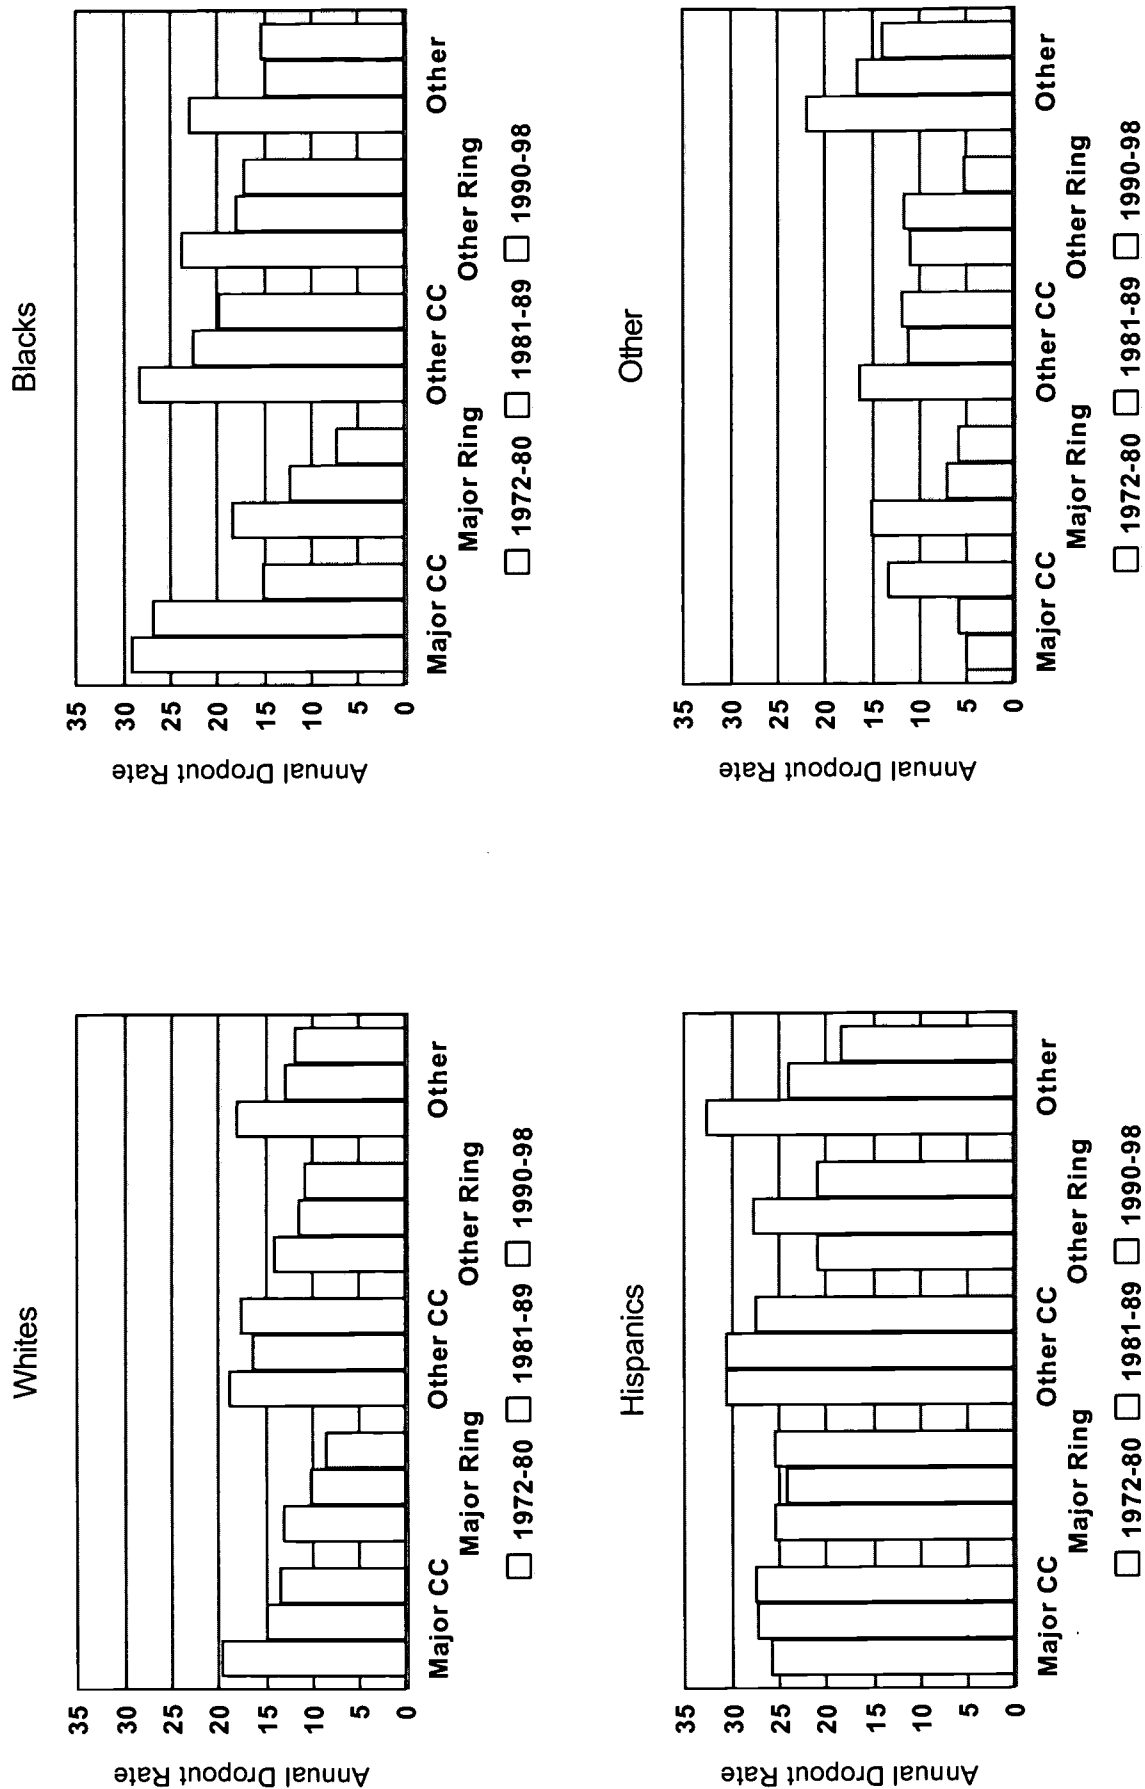 Whites
Annual Dropout Rate
35
30
25
20
15
10
5
0
Major CC
Major Ring
Other CC
Other Ring
Other
1972-80 1981-89 1990-98
Blacks
Annual Dropout Rate
35
30
25
20
15
10
5
0
Major CC
Major Ring
Other CC
Other Ring
Other
1972-80 1981-89 1990-98
Hispanics
Annual Dropout Rate
35
30
25
20
15
10
5
0
Major CC
Major Ring
Other CC
Other Ring
Other
1972-80 1981-89 1990-98
Other
Annual Dropout Rate
35
30
25
20
15
10
5
0
Major CC
Major Ring
Other CC
Other Ring
Other
1972-80 1981-89 1990-98